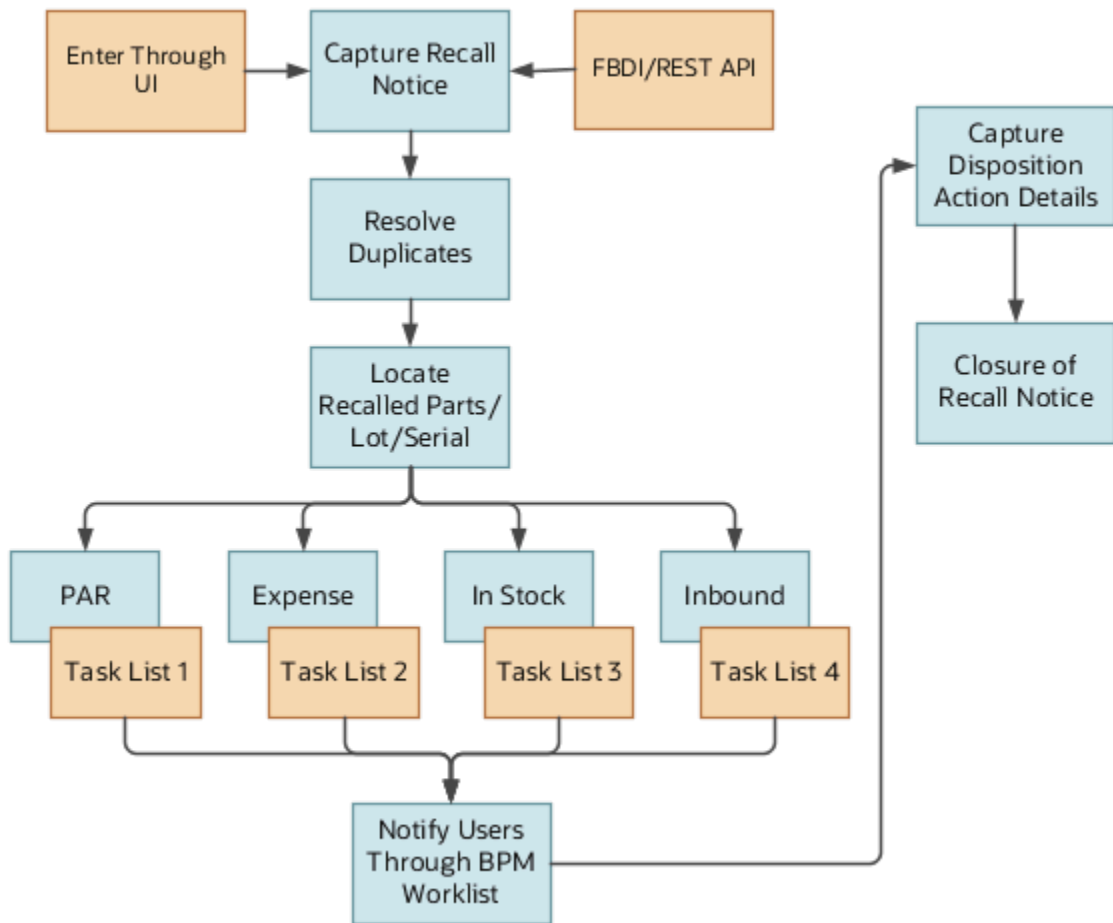 Enter Through
UI
Capture Recall
Notice
FBDI/REST API
Resolve
Duplicates
Locate
Recalled Parts/
Lot/Serial
PAR
Expense
In Stock
Inbound
Task List 1
Task List 2
Task List 3
Task List 4
Notify Users
Through BPM
Worklist
Capture
Disposition
Action Details
Closure of
Recall Notice